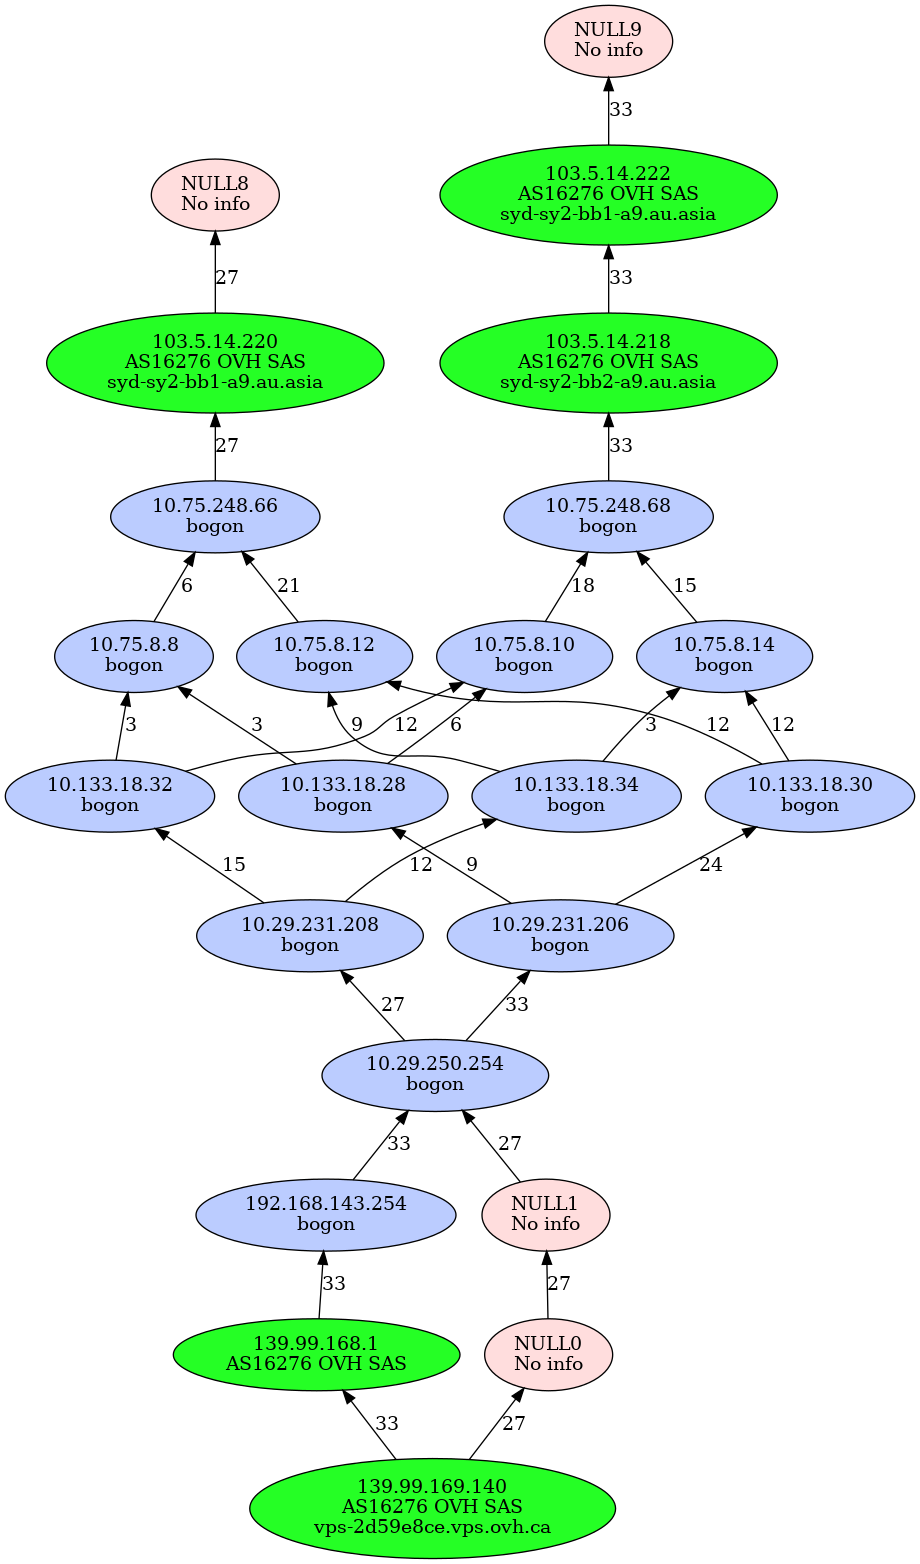 NULL9
No info
33
103.5.14.222
AS16276 OVH SAS
syd-sy2-bb1-a9.au.asia
NULL8
No info
27
33
103.5.14.220
AS16276 OVH SAS
syd-sy2-bb1-a9.au.asia
103.5.14.218
AS16276 OVH SAS
syd-sy2-bb2-a9.au.asia
27
33
10.75.248.66
bogon
10.75.248.68
bogon
6
21
18
15
10.75.8.8
bogon
10.75.8.12
bogon
10.75.8.10
bogon
10.75.8.14
bogon
3
3
9
12
6
3
12
12
10.133.18.32
bogon
10.133.18.28
bogon
10.133.18.34
bogon
10.133.18.30
bogon
15
12
9
24
10.29.231.208
bogon
10.29.231.206
bogon
27
33
10.29.250.254
bogon
33
27
192.168.143.254
bogon
NULL1
No info
33
27
139.99.168.1
AS16276 OVH SAS
NULL0
No info
33
27
139.99.169.140
AS16276 OVH SAS
vps-2d59e8ce.vps.ovh.ca